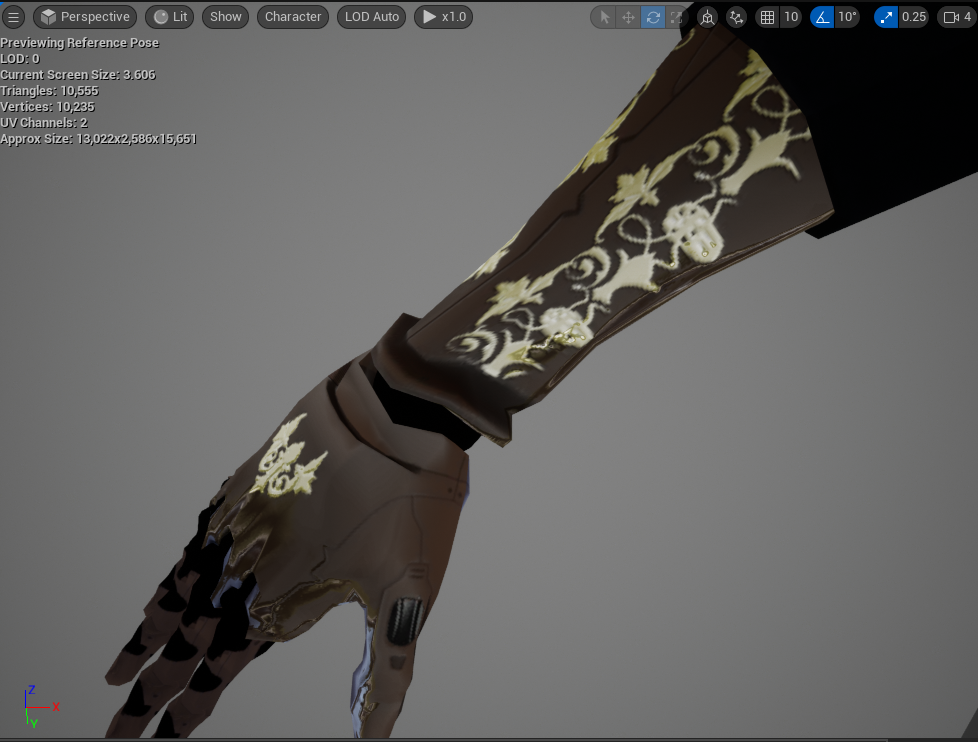 Perspective Lit Show Character LOD Auto x1.0 10 10° 0.25 4
Previewing Reference Pose
LOD: 0
Current Screen Size: 3.606
Triangles: 10,555
Vertices: 10,235
UV Channels: 2
Approx Size: 13,022x2,586x15,651
Z
X
Y